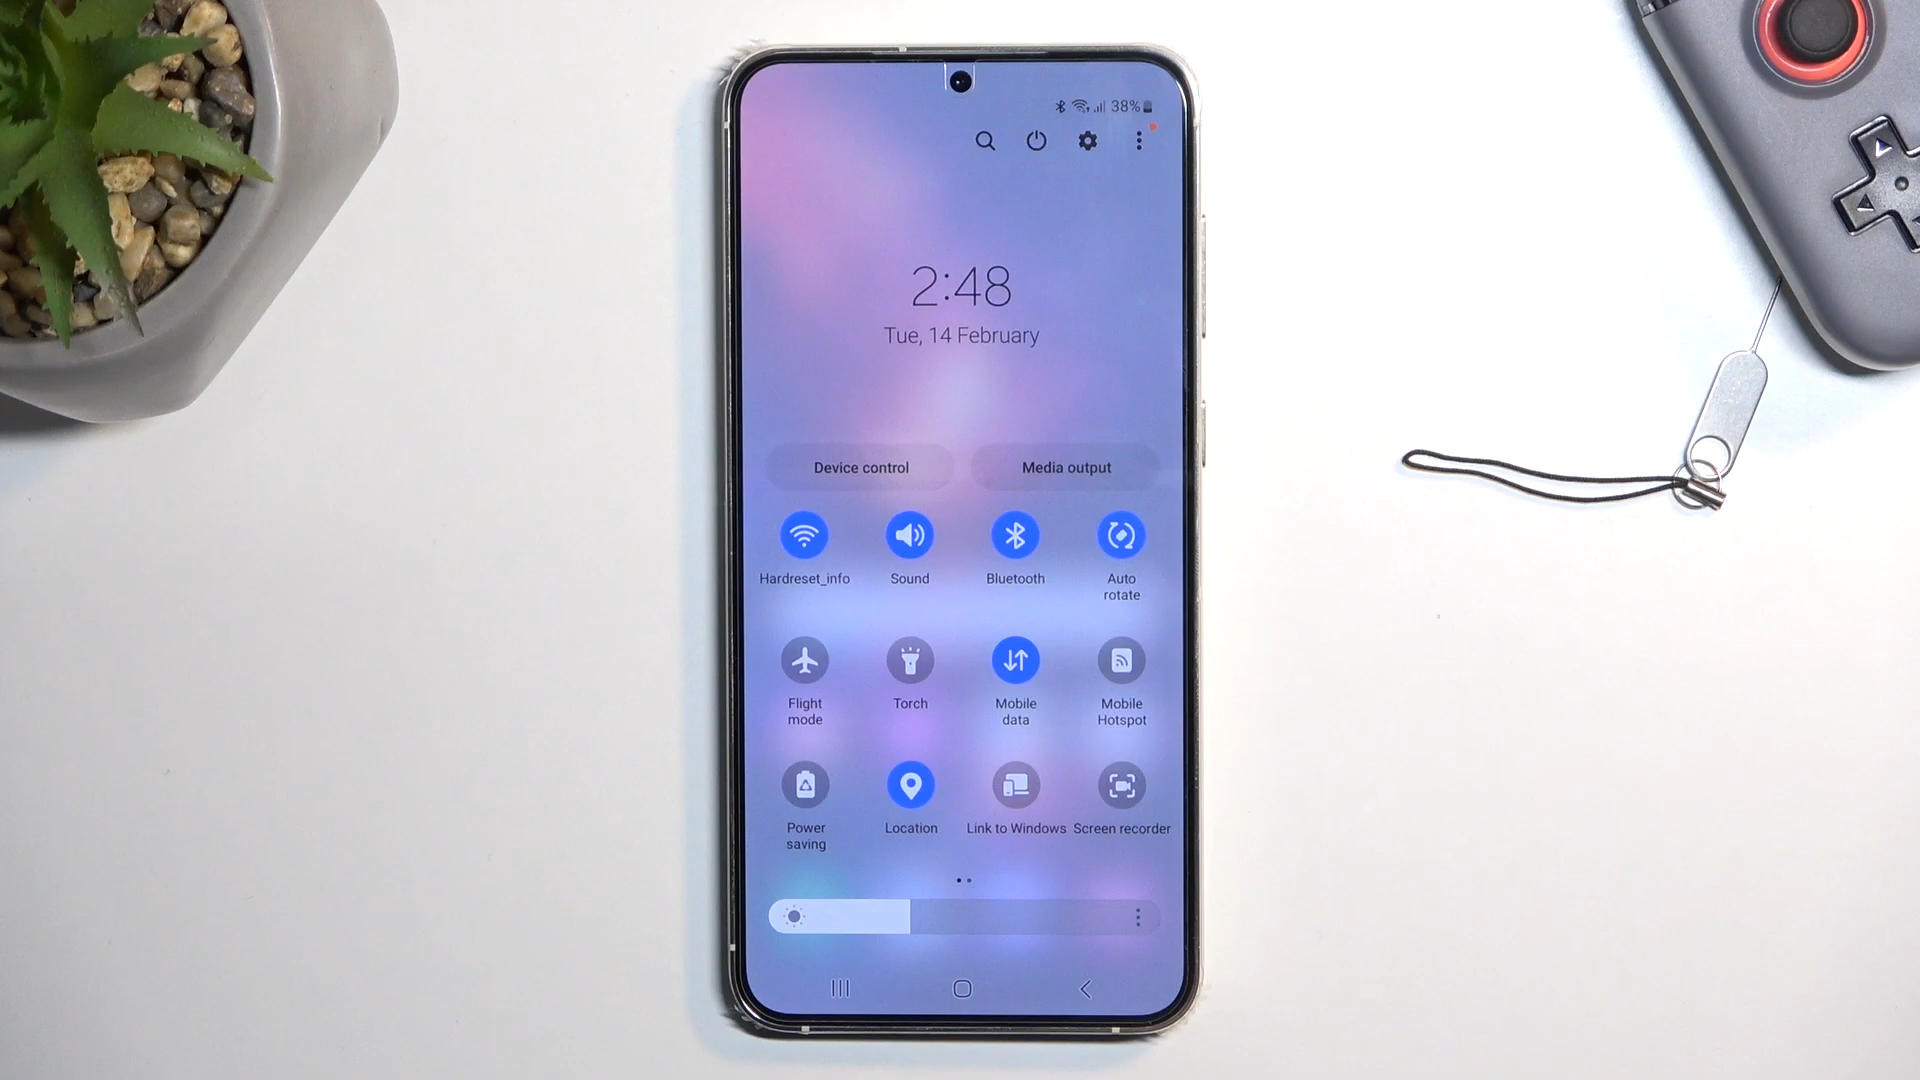 38%
2:48
Tue, 14 February
Device control
Media output
Hardreset_info
Sound
Bluetooth
Auto
rotate
Flight
mode
Torch
Mobile
data
Mobile
Hotspot
Power
saving
Location
Link to Windows
Screen recorder